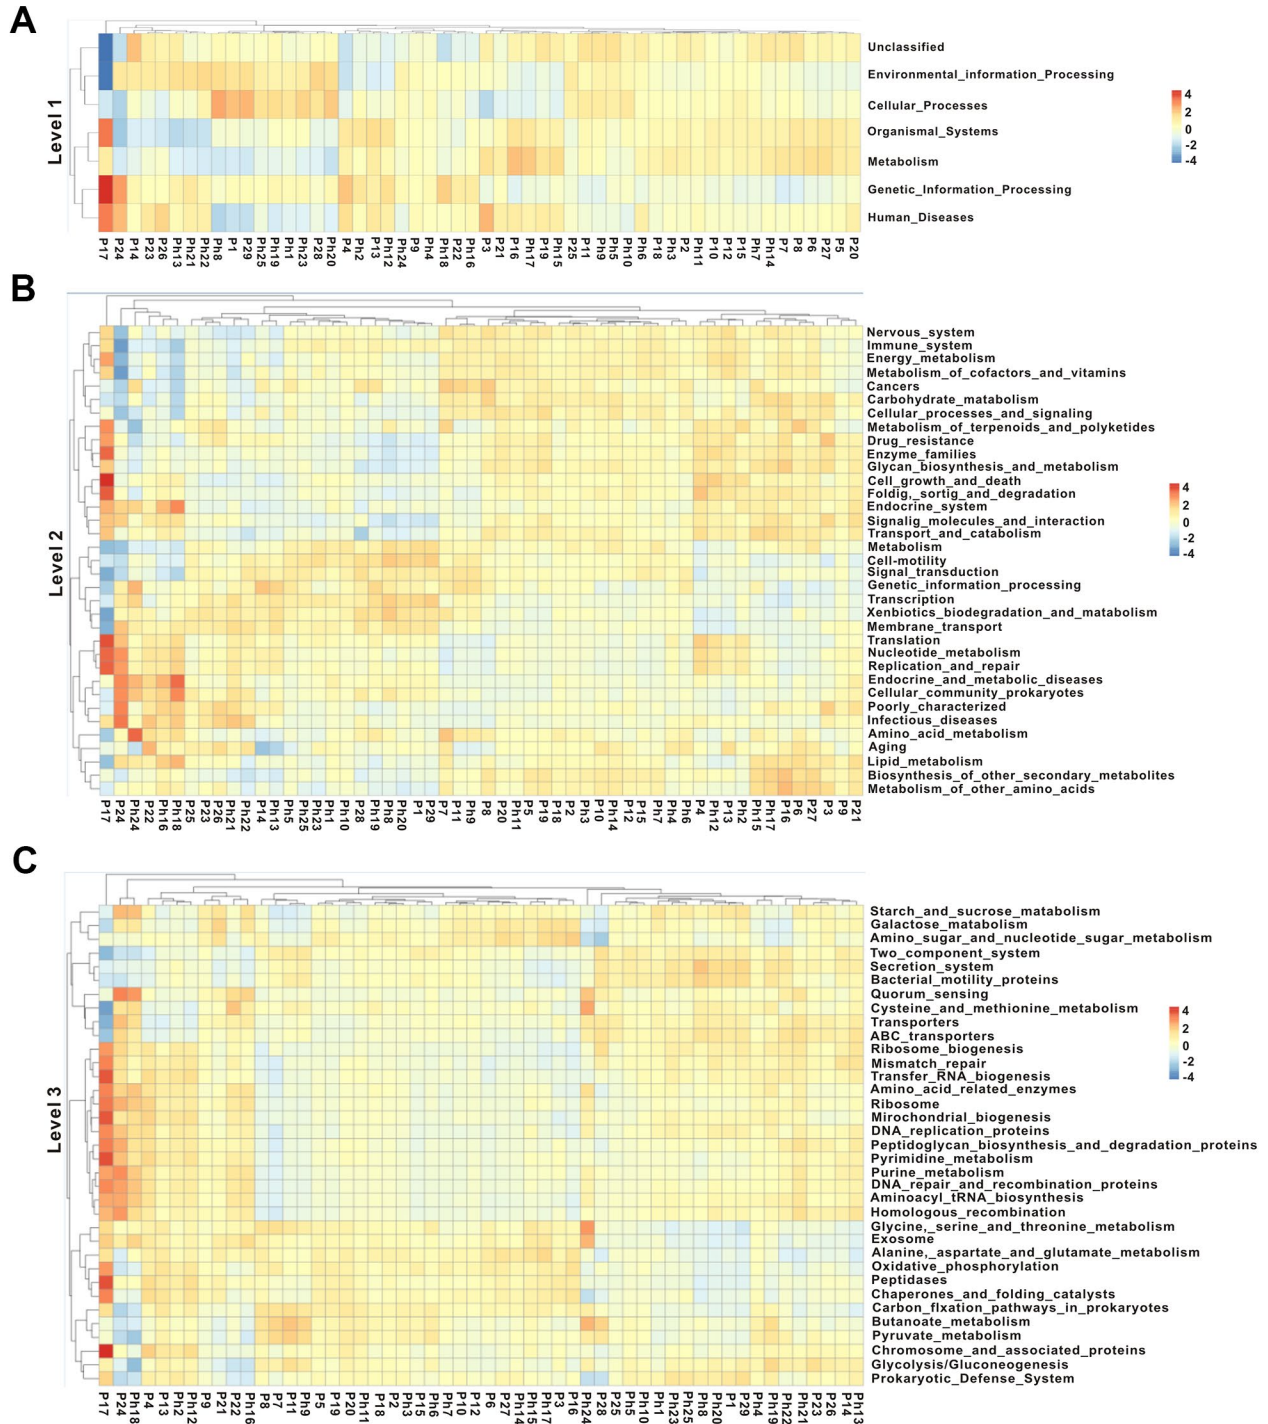 A
Level 1
Unclassified
Environmental_information_Processing
Cellular_Processes
Organismal_Systems
Metabolism
Genetic_Information_Processing
Human_Diseases
4
2
0
-2
-4
P17 P24 P14 P23 P26 Ph13 Ph21 Ph22 Ph8 P1 P29 Ph25 Ph19 Ph1 Ph23 P28 Ph20 P4 Ph2 P13 Ph12 Ph24 P9 Ph4 Ph18 P22 Ph16 P3 P21 P16 Ph17 P19 Ph15 P25 P11 Ph9 Ph5 Ph10 Ph6 P18 Ph3 P2 Ph11 P10 P12 P15 Ph7 Ph14 P7 P8 P6 P27 P5 P20
B
Level 2
Nervous_system
Immune_system
Energy_metabolism
Metabolism_of_cofactors_and_vitamins
Cancers
Carbohydrate_matabolism
Cellular_processes_and_signaling
Metabolism_of_terpenoids_and_polyketides
Drug_resistance
Enzyme_families
Glycan_biosynthesis_and_metabolism
Cell_growth_and_death
Foldig,_sortig_and_degradation
Endocrine_system
Signalig_molecules_and_interaction
Transport_and_catabolism
Metabolism
Cell-motility
Signal_transduction
Genetic_information_processing
Transcription
Xenbiotics_biodegradation_and_matabolism
Membrane_transport
Translation
Nucleotide_metabolism
Replication_and_repair
Endocrine_and_metabolic_diseases
Cellular_community_prokaryotes
Poorly_characterized
Infectious_diseases
Amino_acid_metabolism
Aging
Lipid_metabolism
Biosynthesis_of_other_secondary_metabolites
Metabolism_of_other_amino_acids
4
2
0
-2
-4
P17 P24 Ph24 P22 Ph16 Ph18 P25 P23 P26 Ph21 Ph22 P14 Ph13 Ph5 Ph25 Ph23 Ph1 Ph10 P28 Ph19 Ph8 Ph20 P1 P29 P7 P11 Ph9 P8 P20 Ph11 P5 P19 P18 P2 Ph3 P10 Ph14 P12 P15 Ph7 Ph4 Ph6 P4 Ph12 P13 Ph2 Ph15 Ph17 P16 P6 P27 P3 P9 P21
C
Level 3
Starch_and_sucrose_matabolism
Galactose_matabolism
Amino_sugar_and_nucleotide_sugar_metabolism
Two_component_system
Secretion_system
Bacterial_motility_proteins
Quorum_sensing
Cysteine_and_methionine_metabolism
Transporters
ABC_transporters
Ribosome_biogenesis
Mismatch_repair
Transfer_RNA_biogenesis
Amino_acid_related_enzymes
Ribosome
Mirochondrial_biogenesis
DNA_replication_proteins
Peptidoglycan_biosynthesis_and_degradation_proteins
Pyrimidine_metabolism
Purine_metabolism
DNA_repair_and_recombination_proteins
Aminoacyl_tRNA_biosynthesis
Homologous_recombination
Glycine,_serine_and_threonine_metabolism
Exosome
Alanine,_aspartate_and_glutamate_metabolism
Oxidative_phosphorylation
Peptidases
Chaperones_and_folding_catalysts
Carbon_flxation_pathways_in_prokaryotes
Butanoate_metabolism
Pyruvate_metabolism
Chromosome_and_associated_proteins
Glycolysis/Gluconeogenesis
Prokaryotic_Defense_System
4
2
0
-2
-4
P17 P24 Ph18 P4 P13 Ph2 Ph12 P9 P21 P22 Ph16 P8 P7 P11 Ph9 P5 P19 P20 Ph11 P18 P2 Ph3 P15 Ph6 Ph7 P10 P12 P6 P27 Ph14 Ph15 Ph17 P3 P16 Ph24 P28 P25 Ph5 Ph10 Ph1 Ph23 Ph25 Ph8 Ph20 P1 P29 Ph4 Ph19 Ph22 Ph21 P23 P26 P14 Ph13